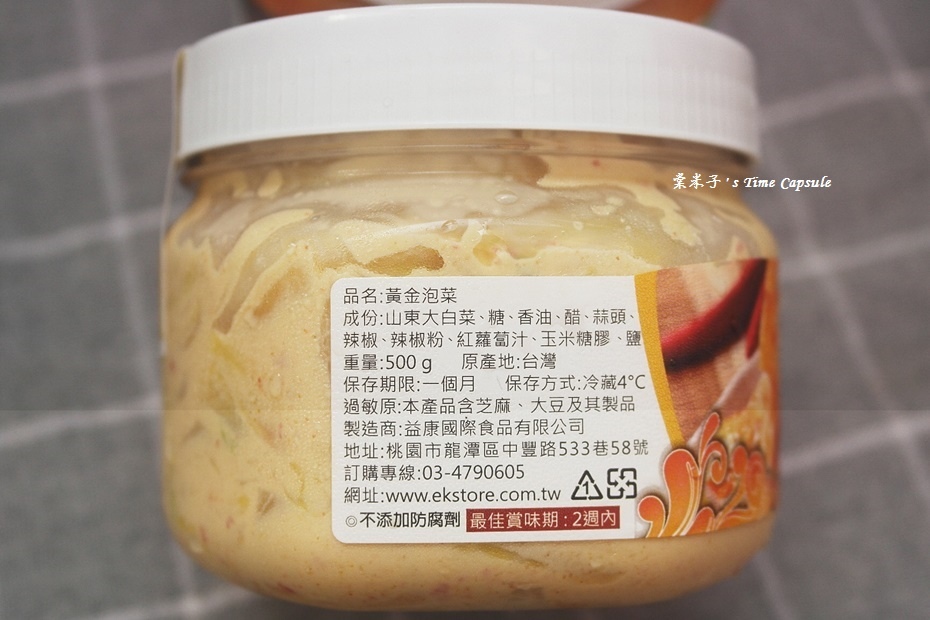 棠米子's Time Capsule
品名:黃金泡菜
成份:山東大白菜、糖、香油、醋、蒜頭、
辣椒、辣椒粉、紅蘿蔔汁、玉米糖膠、鹽
重量:500 g 原產地:台灣
保存期限:一個月 保存方式:冷藏4°C
過敏原:本產品含芝麻、大豆及其製品
製造商:益康國際食品有限公司
地址:桃園市龍潭區中豐路533巷58號
訂購專線:03-4790605
網址:www.ekstore.com.tw 1
◎不添加防腐劑 最佳賞味期:2週內